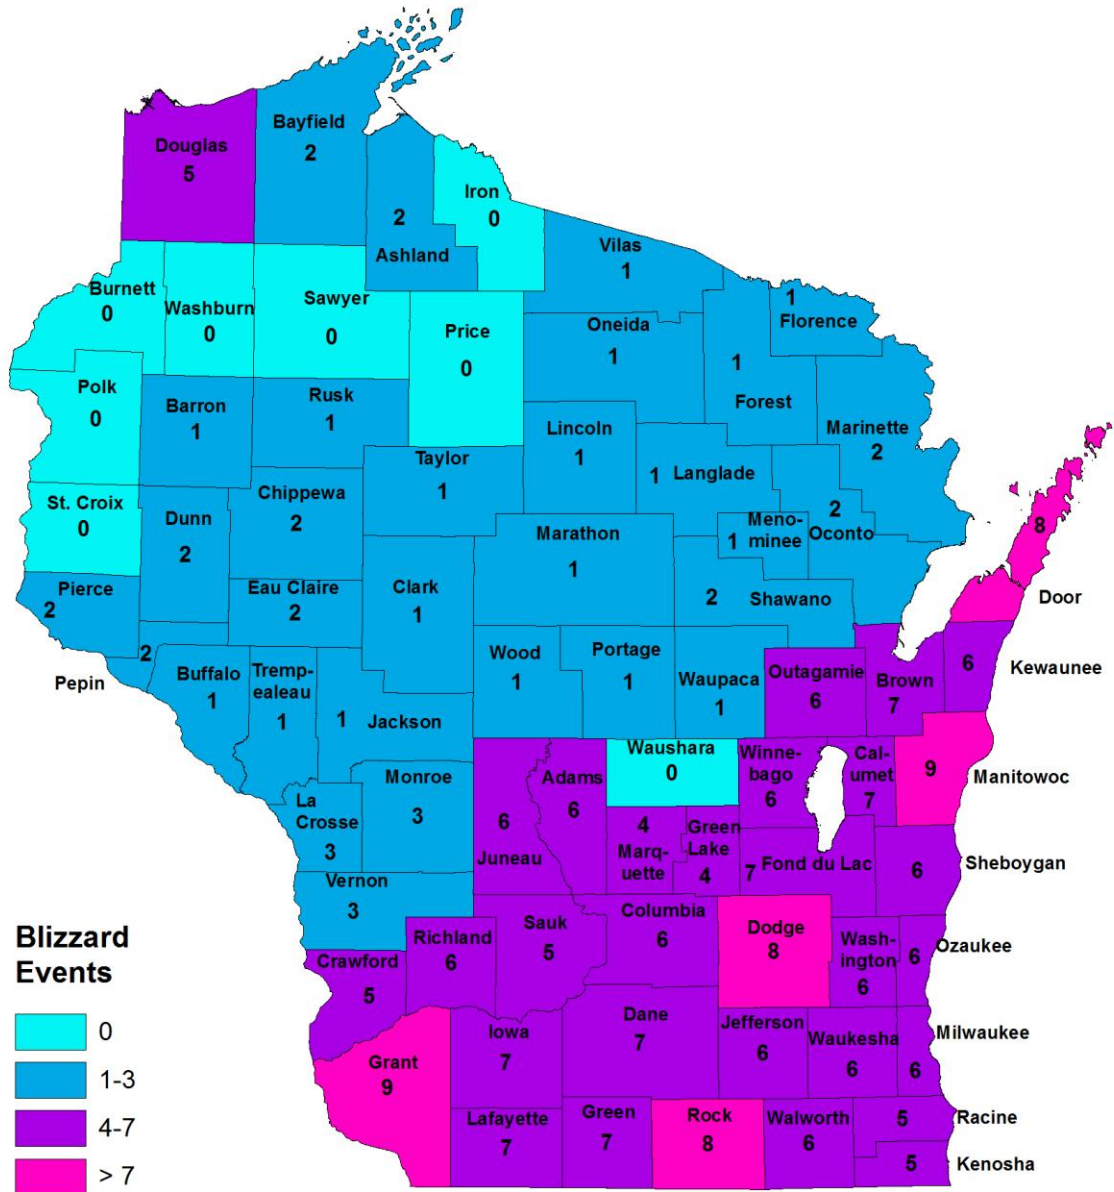 Bayfield
2
Douglas
5
Iron
0
2
Ashland
Vilas
1
Burnett
0
Washburn
0
Sawyer
0
Price
0
Oneida
1
1
Florence
1
Forest
Polk
0
Barron
1
Rusk
1
Lincoln
1
Marinette
2
Taylor
1
1 Langlade
St. Croix
0
Dunn
2
Chippewa
2
Marathon
1
Meno-
1 minee
2
Oconto
8
Door
Pierce
2
Eau Claire
2
Clark
1
2 Shawano
2
Pepin
Buffalo
1
Tremp-
ealeau
1
1 Jackson
Wood
1
Portage
1
Waupaca
1
Outagamie
6
Brown
7
6
Kewaunee
Monroe
3
La
Crosse
3
6
Juneau
Adams
6
Waushara
0
Winne-
bago
6
Cal-
umet
7
9
Manitowoc
4
Marq-
uette
Green
Lake
4
7 Fond du Lac
6
Sheboygan
Vernon
3
Richland
6
Sauk
5
Columbia
6
Dodge
8
Wash-
ington
6
6
Ozaukee
Crawford
5
Grant
9
Iowa
7
Dane
7
Jefferson
6
Waukesha
6
6
Milwaukee
Lafayette
7
Green
7
Rock
8
Walworth
6
5
Racine
5
Kenosha
Blizzard
Events
0
1-3
4-7
> 7